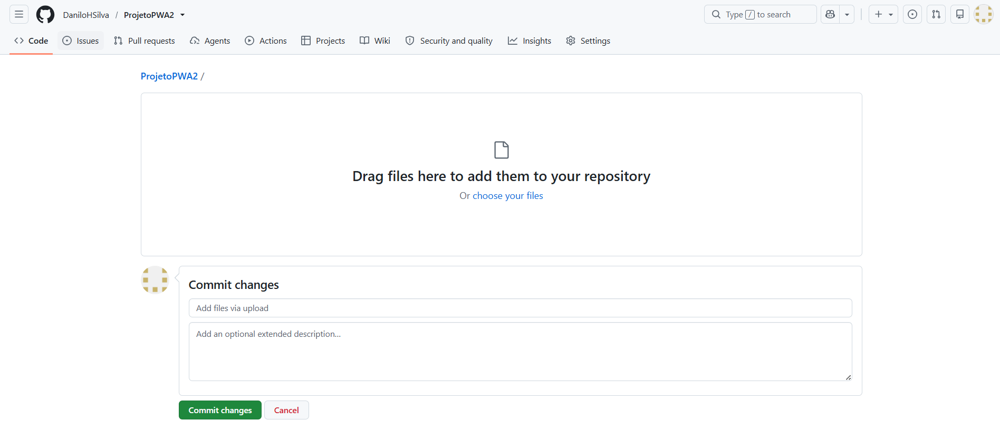 DaniloHSilva / ProjetoPWA2
Type / to search
Code Issues Pull requests Agents Actions Projects Wiki Security and quality Insights Settings
ProjetoPWA2 /
Drag files here to add them to your repository
Or choose your files
Commit changes
Add files via upload
Add an optional extended description...
Commit changes Cancel